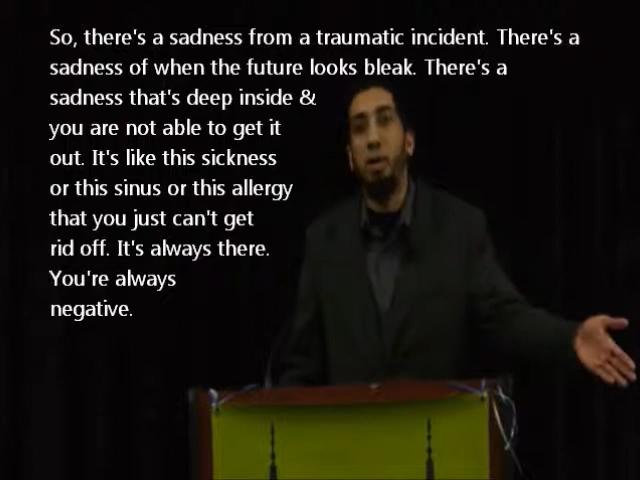 So, there's a sadness from a traumatic incident. There's a
sadness of when the future looks bleak. There's a
sadness that's deep inside &
you are not able to get it
out. It's like this sickness
or this sinus or this allergy
that you just can't get
rid off. It's always there.
You're always
negative.